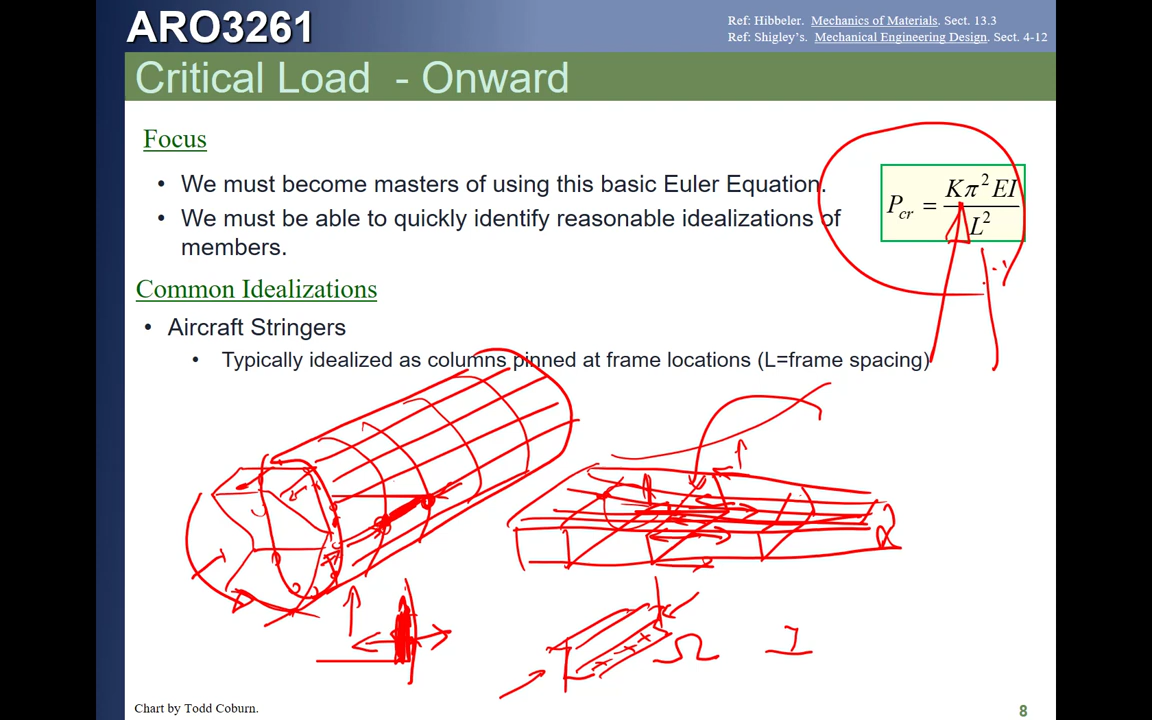 ARO3261
Ref: Hibbeler. Mechanics of Materials. Sect. 13.3
Ref: Shigley's. Mechanical Engineering Design. Sect. 4-12
Critical Load - Onward
Focus
• We must become masters of using this basic Euler Equation.
• We must be able to quickly identify reasonable idealizations of
members.
P_cr = Kπ²EI / L²
Common Idealizations
• Aircraft Stringers
• Typically idealized as columns pinned at frame locations (L=frame spacing)
Chart by Todd Coburn.
8